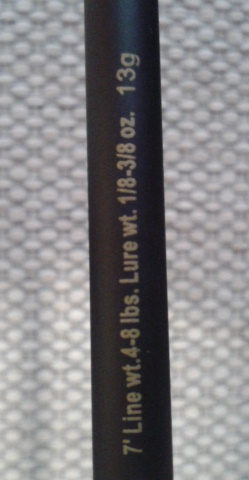 7' Line wt.4-8 lbs. Lure wt. 1/8-3/8 oz. 13g